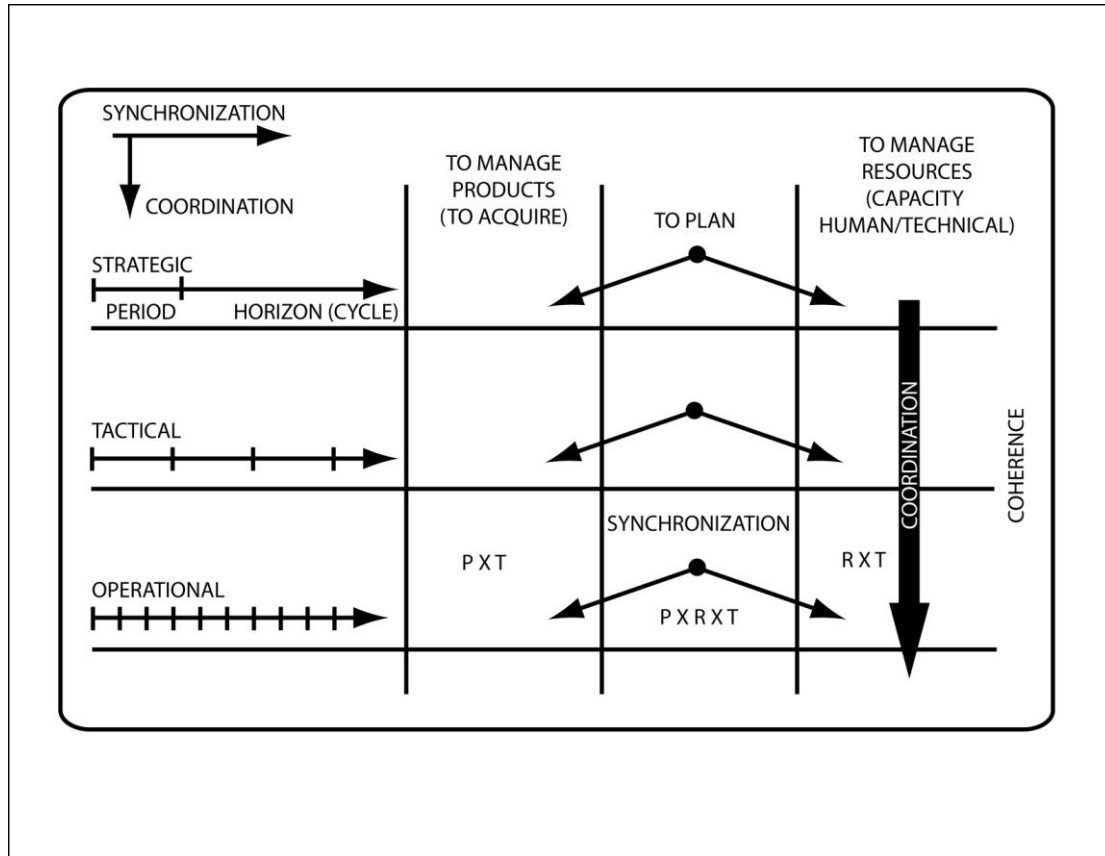 SYNCHRONIZATION
COORDINATION
TO MANAGE
PRODUCTS
(TO ACQUIRE)
TO PLAN
TO MANAGE
RESOURCES
(CAPACITY
HUMAN/TECHNICAL)
STRATEGIC
PERIOD
HORIZON (CYCLE)
TACTICAL
COORDINATION
COHERENCE
SYNCHRONIZATION
P X T
R X T
OPERATIONAL
P X R X T